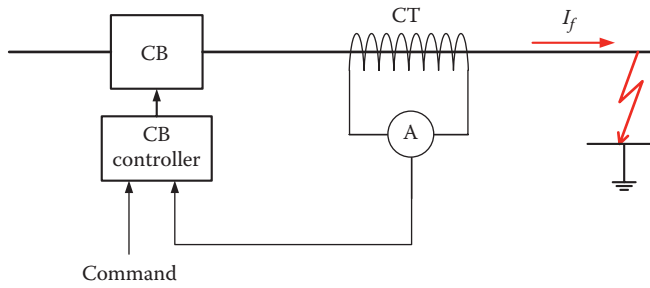 CT
I_f
CB
A
CB
controller
Command